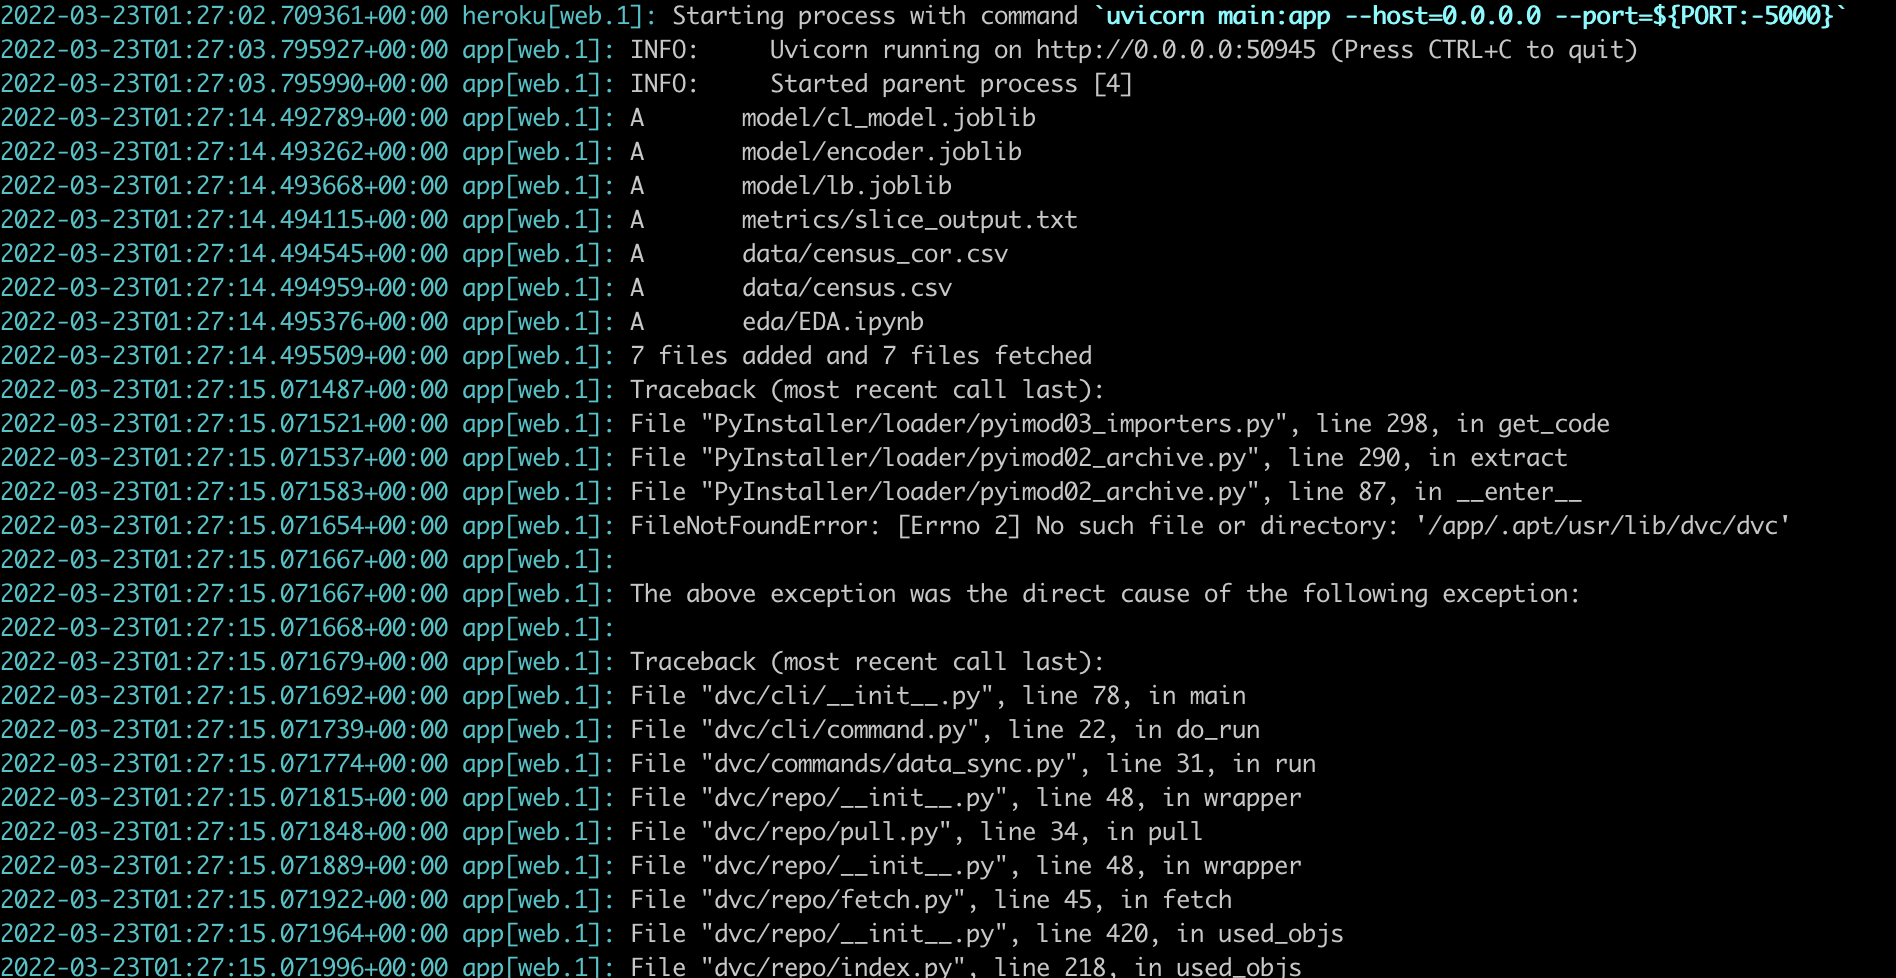 2022-03-23T01:27:02.709361+00:00 heroku[web.1]: Starting process with command `uvicorn main:app --host=0.0.0.0 --port=${PORT:-5000}`
2022-03-23T01:27:03.795927+00:00 app[web.1]: INFO:     Uvicorn running on http://0.0.0.0:50945 (Press CTRL+C to quit)
2022-03-23T01:27:03.795990+00:00 app[web.1]: INFO:     Started parent process [4]
2022-03-23T01:27:14.492789+00:00 app[web.1]: A       model/cl_model.joblib
2022-03-23T01:27:14.493262+00:00 app[web.1]: A       model/encoder.joblib
2022-03-23T01:27:14.493668+00:00 app[web.1]: A       model/lb.joblib
2022-03-23T01:27:14.494115+00:00 app[web.1]: A       metrics/slice_output.txt
2022-03-23T01:27:14.494545+00:00 app[web.1]: A       data/census_cor.csv
2022-03-23T01:27:14.494959+00:00 app[web.1]: A       data/census.csv
2022-03-23T01:27:14.495376+00:00 app[web.1]: A       eda/EDA.ipynb
2022-03-23T01:27:14.495509+00:00 app[web.1]: 7 files added and 7 files fetched
2022-03-23T01:27:15.071487+00:00 app[web.1]: Traceback (most recent call last):
2022-03-23T01:27:15.071521+00:00 app[web.1]: File "PyInstaller/loader/pyimod03_importers.py", line 298, in get_code
2022-03-23T01:27:15.071537+00:00 app[web.1]: File "PyInstaller/loader/pyimod02_archive.py", line 290, in extract
2022-03-23T01:27:15.071583+00:00 app[web.1]: File "PyInstaller/loader/pyimod02_archive.py", line 87, in __enter__
2022-03-23T01:27:15.071654+00:00 app[web.1]: FileNotFoundError: [Errno 2] No such file or directory: '/app/.apt/usr/lib/dvc/dvc'
2022-03-23T01:27:15.071667+00:00 app[web.1]:
2022-03-23T01:27:15.071667+00:00 app[web.1]: The above exception was the direct cause of the following exception:
2022-03-23T01:27:15.071668+00:00 app[web.1]:
2022-03-23T01:27:15.071679+00:00 app[web.1]: Traceback (most recent call last):
2022-03-23T01:27:15.071692+00:00 app[web.1]: File "dvc/cli/__init__.py", line 78, in main
2022-03-23T01:27:15.071739+00:00 app[web.1]: File "dvc/cli/command.py", line 22, in do_run
2022-03-23T01:27:15.071774+00:00 app[web.1]: File "dvc/commands/data_sync.py", line 31, in run
2022-03-23T01:27:15.071815+00:00 app[web.1]: File "dvc/repo/__init__.py", line 48, in wrapper
2022-03-23T01:27:15.071848+00:00 app[web.1]: File "dvc/repo/pull.py", line 34, in pull
2022-03-23T01:27:15.071889+00:00 app[web.1]: File "dvc/repo/__init__.py", line 48, in wrapper
2022-03-23T01:27:15.071922+00:00 app[web.1]: File "dvc/repo/fetch.py", line 45, in fetch
2022-03-23T01:27:15.071964+00:00 app[web.1]: File "dvc/repo/__init__.py", line 420, in used_objs
2022-03-23T01:27:15.071996+00:00 app[web.1]: File "dvc/repo/index.py", line 218, in used_objs